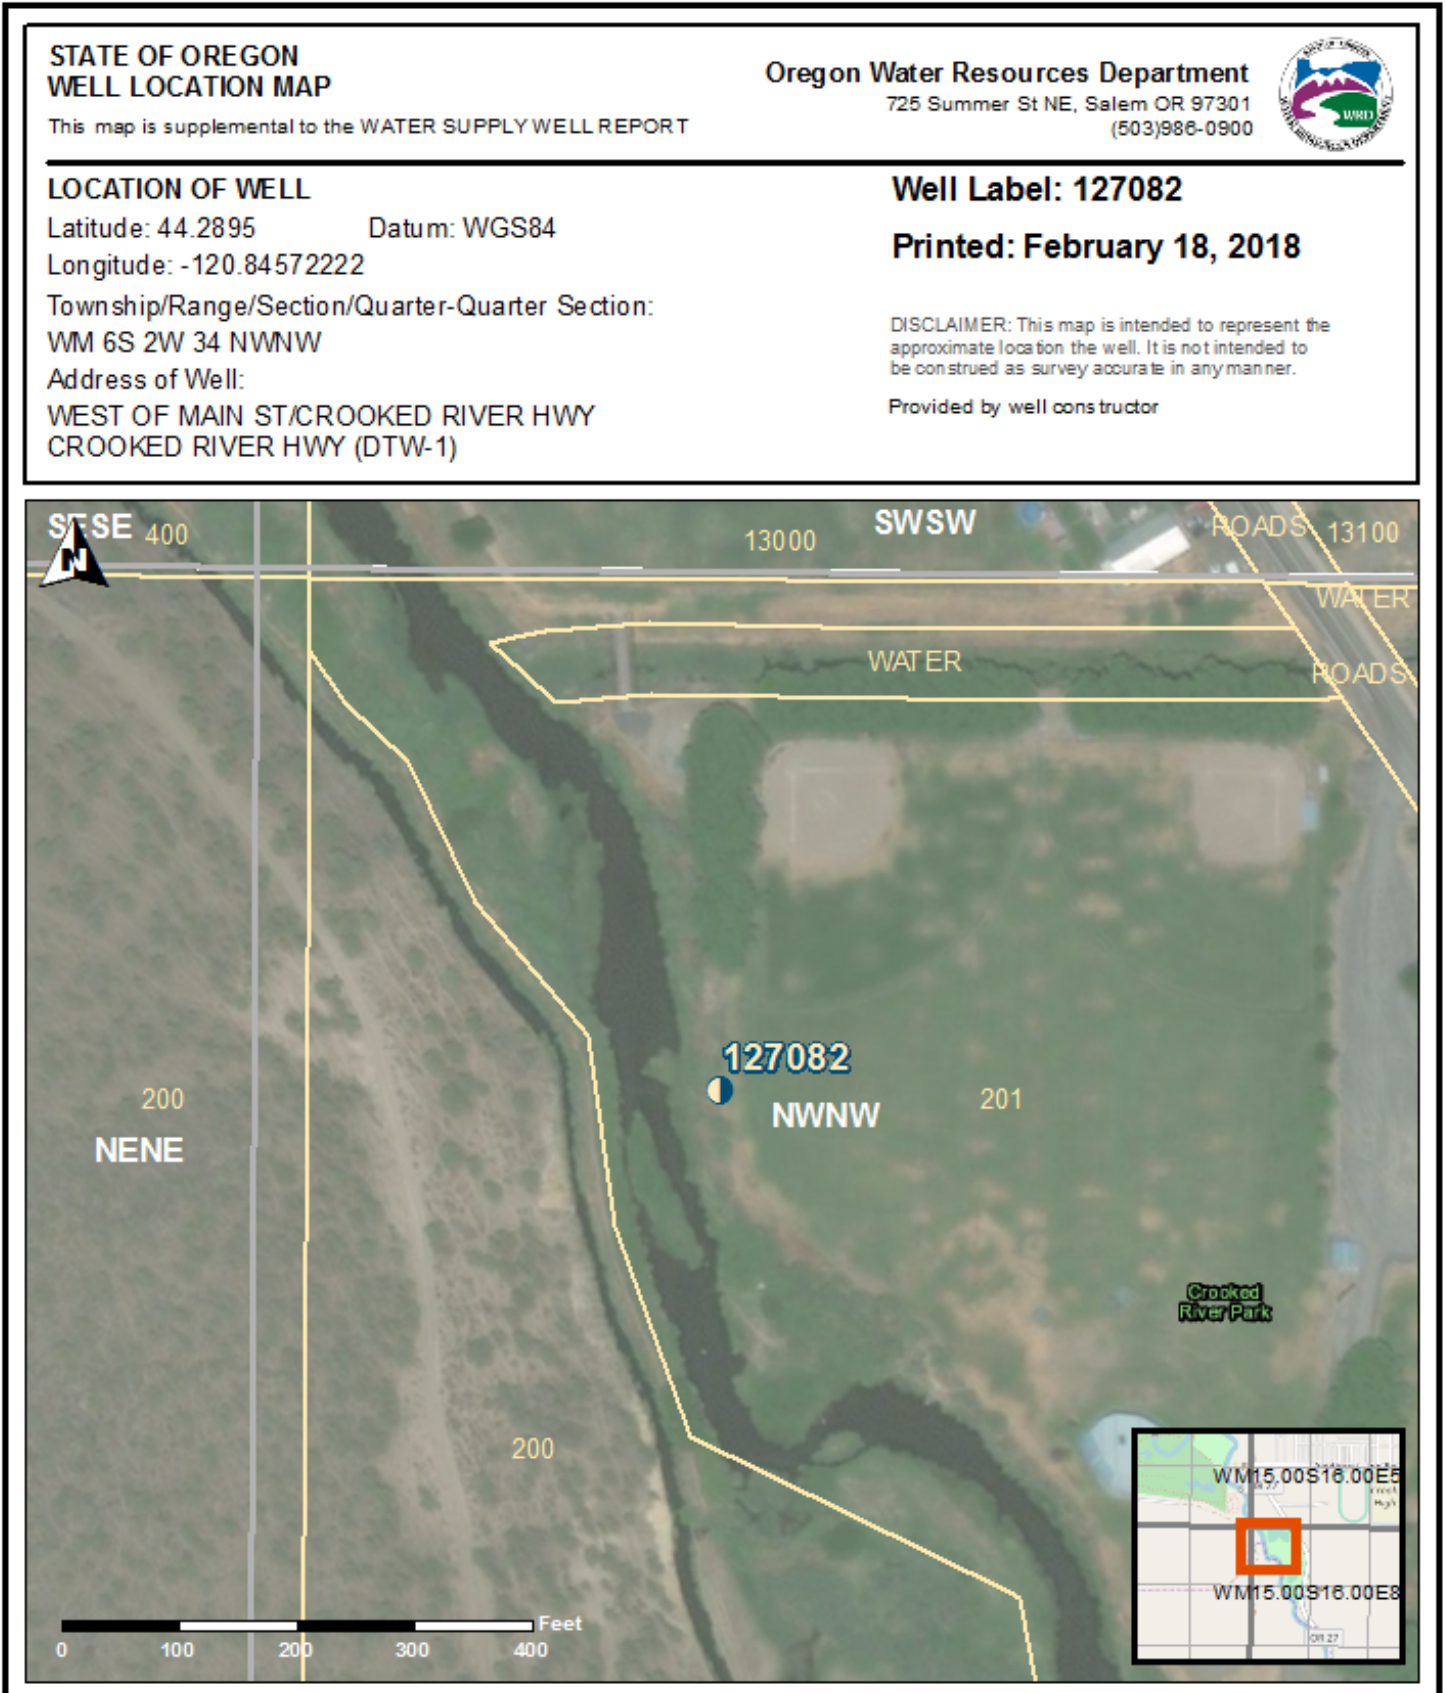 STATE OF OREGON
WELL LOCATION MAP
This map is supplemental to the WATER SUPPLY WELL REPORT
Oregon Water Resources Department
725 Summer St NE, Salem OR 97301
(503)986-0900
WRD
LOCATION OF WELL
Latitude: 44.2895 Datum: WGS84
Longitude: -120.84572222
Township/Range/Section/Quarter-Quarter Section:
WM 6S 2W 34 NWNW
Address of Well:
WEST OF MAIN ST/CROOKED RIVER HWY
CROOKED RIVER HWY (DTW-1)
Well Label: 127082
Printed: February 18, 2018
DISCLAIMER: This map is intended to represent the
approximate location the well. It is not intended to
be construed as survey accurate in any manner.
Provided by well constructor
SESE 400
N
13000
SWSW
ROADS
13100
WATER
WATER
ROADS
127082
200
201
NWNW
NENE
Crooked
River Park
200
Feet
0 100 200 300 400
WM15.00S16.00E5
High
WM15.00S16.00E8
OR 27